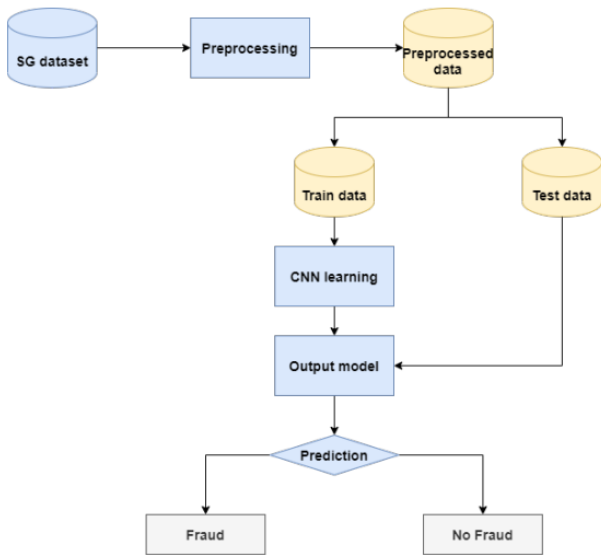 SG dataset
Preprocessing
Preprocessed
data
Train data
Test data
CNN learning
Output model
Prediction
Fraud
No Fraud